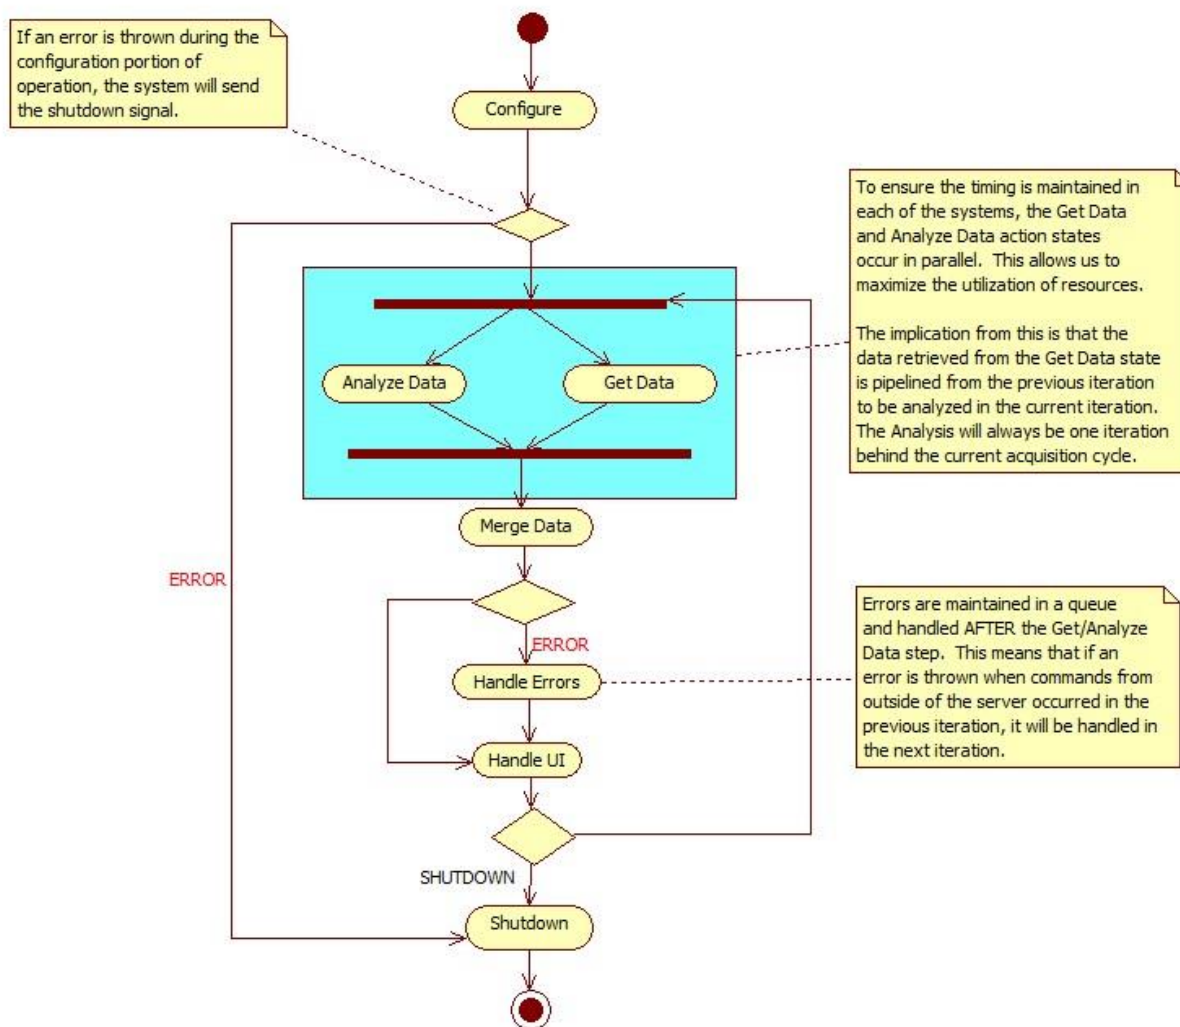 If an error is thrown during the
configuration portion of
operation, the system will send
the shutdown signal.
Configure
To ensure the timing is maintained in
each of the systems, the Get Data
and Analyze Data action states
occur in parallel.  This allows us to
maximize the utilization of resources.
The implication from this is that the
data retrieved from the Get Data state
is pipelined from the previous iteration
to be analyzed in the current iteration.
The Analysis will always be one iteration
behind the current acquisition cycle.
Analyze Data
Get Data
Merge Data
ERROR
ERROR
Errors are maintained in a queue
and handled AFTER the Get/Analyze
Data step.  This means that if an
error is thrown when commands from
outside of the server occurred in the
previous iteration, it will be handled in
the next iteration.
Handle Errors
Handle UI
SHUTDOWN
Shutdown